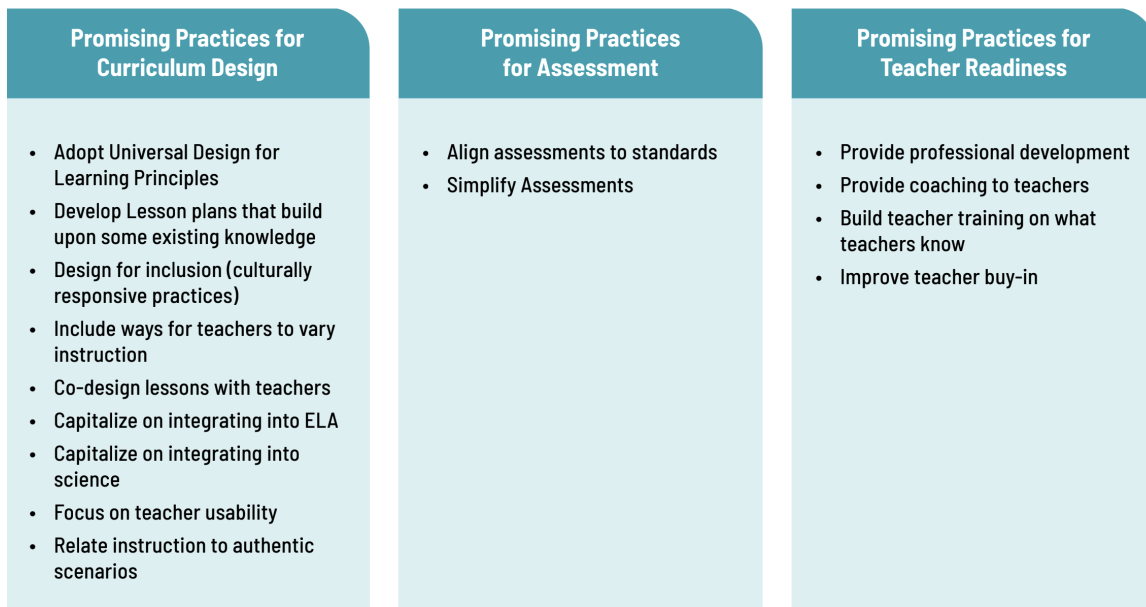 Promising Practices for
Curriculum Design
• Adopt Universal Design for
Learning Principles
• Develop Lesson plans that build
upon some existing knowledge
• Design for inclusion (culturally
responsive practices)
• Include ways for teachers to vary
instruction
• Co-design lessons with teachers
• Capitalize on integrating into ELA
• Capitalize on integrating into
science
• Focus on teacher usability
• Relate instruction to authentic
scenarios
Promising Practices
for Assessment
• Align assessments to standards
• Simplify Assessments
Promising Practices for
Teacher Readiness
• Provide professional development
• Provide coaching to teachers
• Build teacher training on what
teachers know
• Improve teacher buy-in